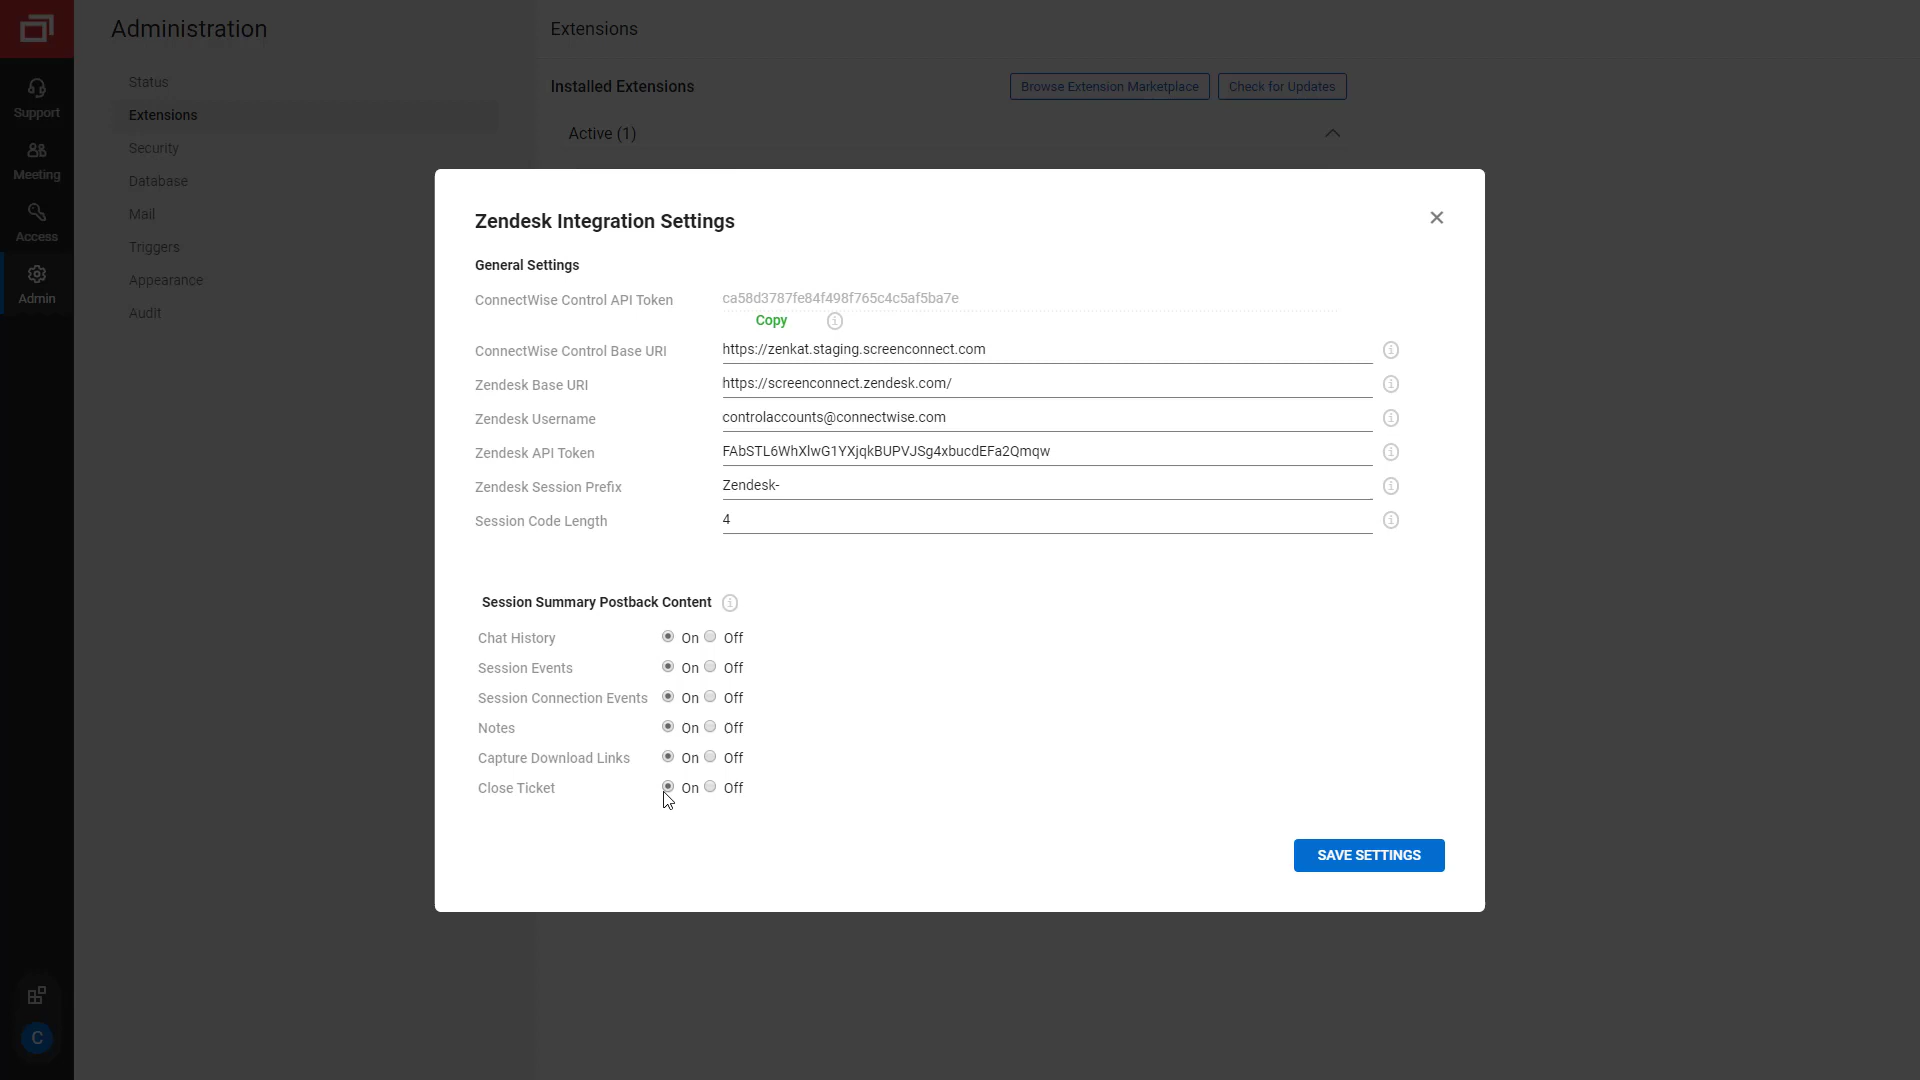 Administration
Extensions
Support
Meeting
Access
Admin
Status
Extensions
Security
Database
Mail
Triggers
Appearance
Audit
Installed Extensions
Browse Extension Marketplace
Check for Updates
Active (1)
Zendesk Integration Settings
General Settings
ConnectWise Control API Token ca58d3787fe84f498f765c4c5af5ba7e
Copy
ConnectWise Control Base URI https://zenkat.staging.screenconnect.com
Zendesk Base URI https://screenconnect.zendesk.com/
Zendesk Username controlaccounts@connectwise.com
Zendesk API Token FAbSTL6WhXlwG1YXjqkBUPVJSg4xbucdEFa2Qmqw
Zendesk Session Prefix Zendesk-
Session Code Length 4
Session Summary Postback Content
Chat History On Off
Session Events On Off
Session Connection Events On Off
Notes On Off
Capture Download Links On Off
Close Ticket On Off
SAVE SETTINGS
C